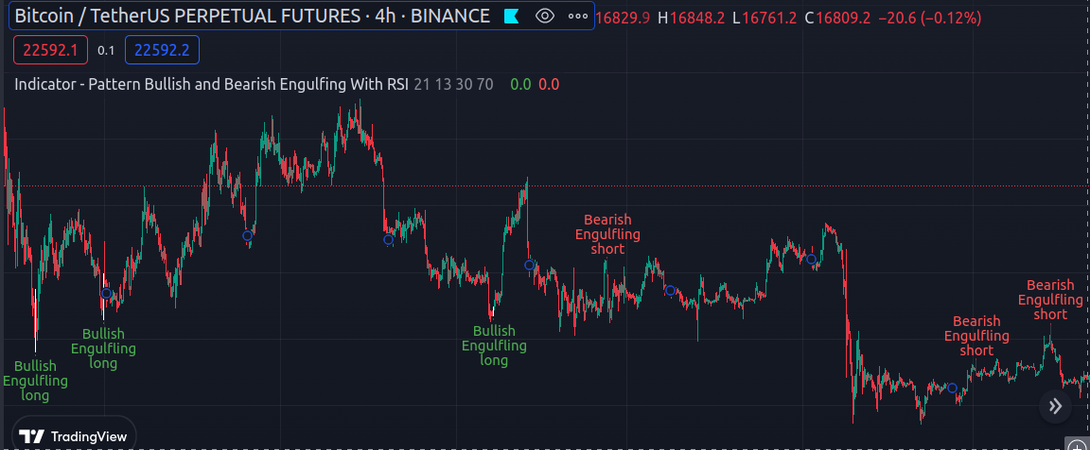 Bitcoin / TetherUS PERPETUAL FUTURES · 4h · BINANCE ••• 16829.9 H16848.2 L16761.2 C16809.2 −20.6 (−0.12%)
22592.1 0.1 22592.2
Indicator - Pattern Bullish and Bearish Engulfing With RSI 21 13 30 70 0.0 0.0
Bearish
Engulfling
short
Bearish
Engulfling
short
Bearish
Engulfling
short
Bullish
Engulfling
long
Bullish
Engulfling
long
Bullish
Engulfling
long
TradingView